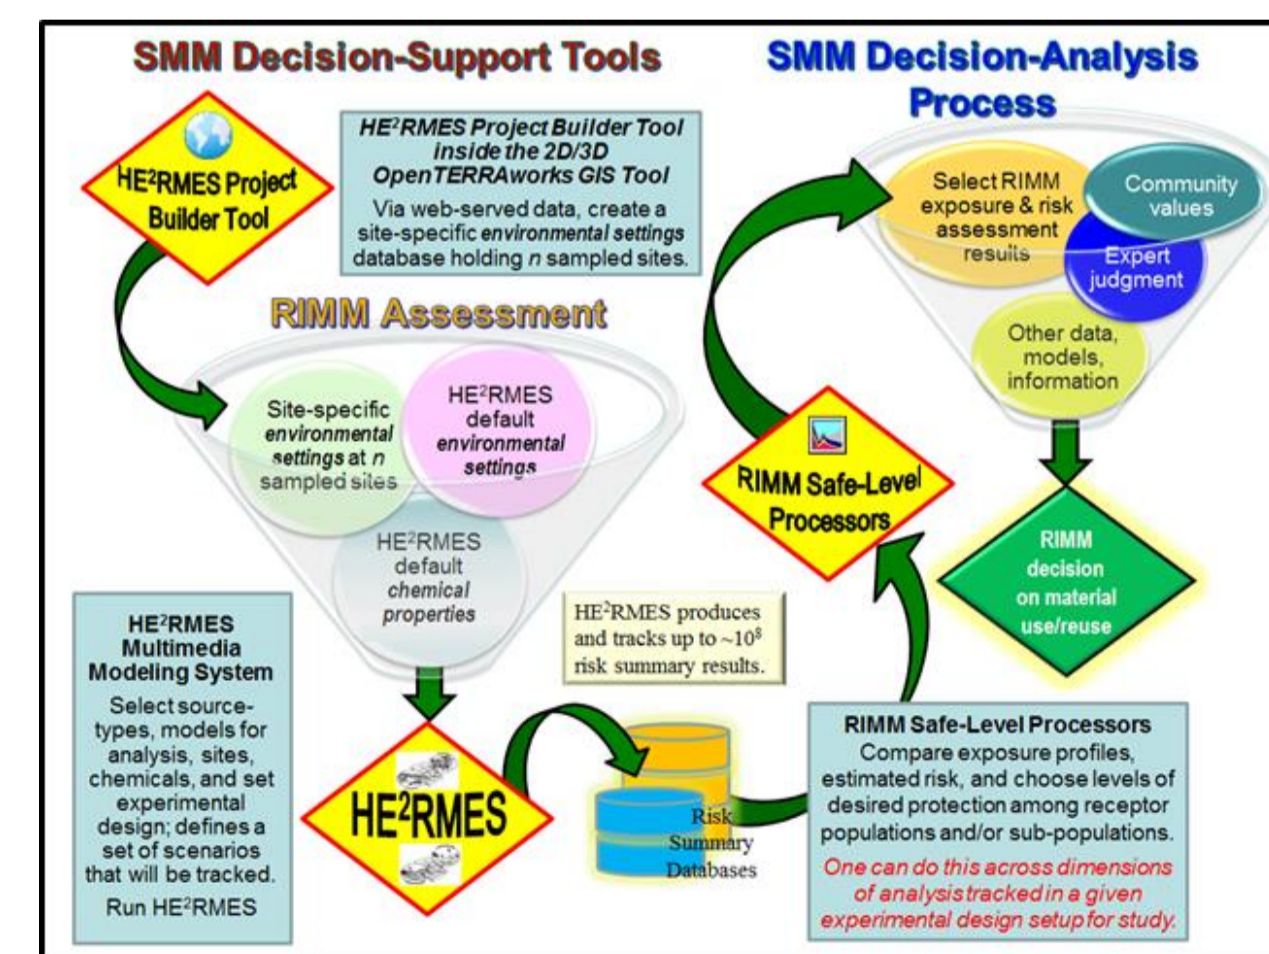 SMM Decision-Support Tools
HE²RMES Project
Builder Tool
HE²RMES Project Builder Tool
inside the 2D/3D
OpenTERRAworks GIS Tool
Via web-served data, create a
site-specific environmental settings
database holding n sampled sites.
RIMM Assessment
Site-specific
environmental
settings at n
sampled sites
HE²RMES
default
environmental
settings
HE²RMES
default
chemical
properties
HE²RMES
Multimedia
Modeling System
Select source-
types, models for
analysis, sites,
chemicals, and set
experimental
design; defines a
set of scenarios
that will be tracked.
Run HE²RMES
HE²RMES
HE²RMES produces
and tracks up to ~10⁸
risk summary results.
Risk
Summary
Databases
SMM Decision-Analysis
Process
Select RIMM
exposure & risk
assessment
results
Community
values
Expert
judgment
Other data,
models,
information
RIMM Safe-Level
Processors
RIMM
decision
on material
use/reuse
RIMM Safe-Level Processors
Compare exposure profiles,
estimated risk, and choose levels of
desired protection among receptor
populations and/or sub-populations.
One can do this across dimensions
of analysis tracked in a given
experimental design setup for study.